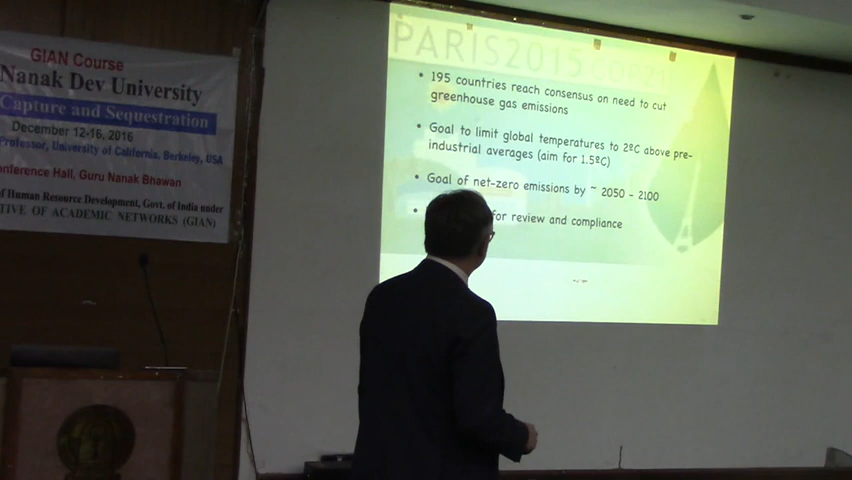 GIAN Course
Nanak Dev University
Capture and Sequestration
December 12-16, 2016
Professor, University of California, Berkeley, USA
Conference Hall, Guru Nanak Bhawan
of Human Resource Development, Govt. of India under
TIVE OF ACADEMIC NETWORKS (GIAN)
PARIS2015 COP21
• 195 countries reach consensus on need to cut
greenhouse gas emissions
• Goal to limit global temperatures to 2ºC above pre-
industrial averages (aim for 1.5ºC)
• Goal of net-zero emissions by ~ 2050 - 2100
• for review and compliance